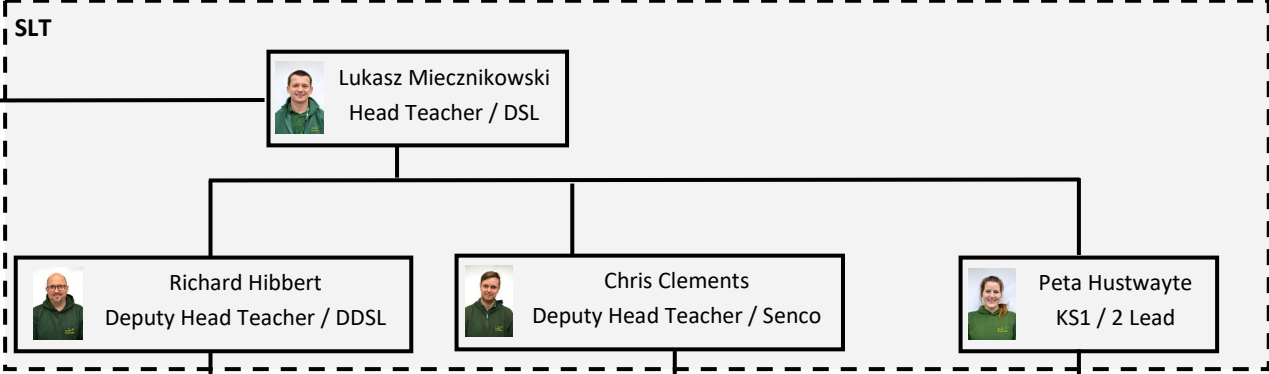 SLT
Lukasz Miecznikowski
Head Teacher / DSL
Richard Hibbert
Deputy Head Teacher / DDSL
Chris Clements
Deputy Head Teacher / Senco
Peta Hustwayte
KS1 / 2 Lead